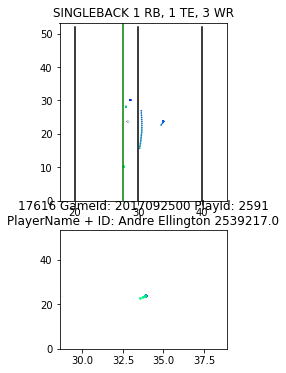 SINGLEBACK 1 RB, 1 TE, 3 WR
50
40
30
20
10
0
20 30 40
17616 GameId: 2017092500 PlayId: 2591
PlayerName + ID: Andre Ellington 2539217.0
40
20
0
30.0 32.5 35.0 37.5